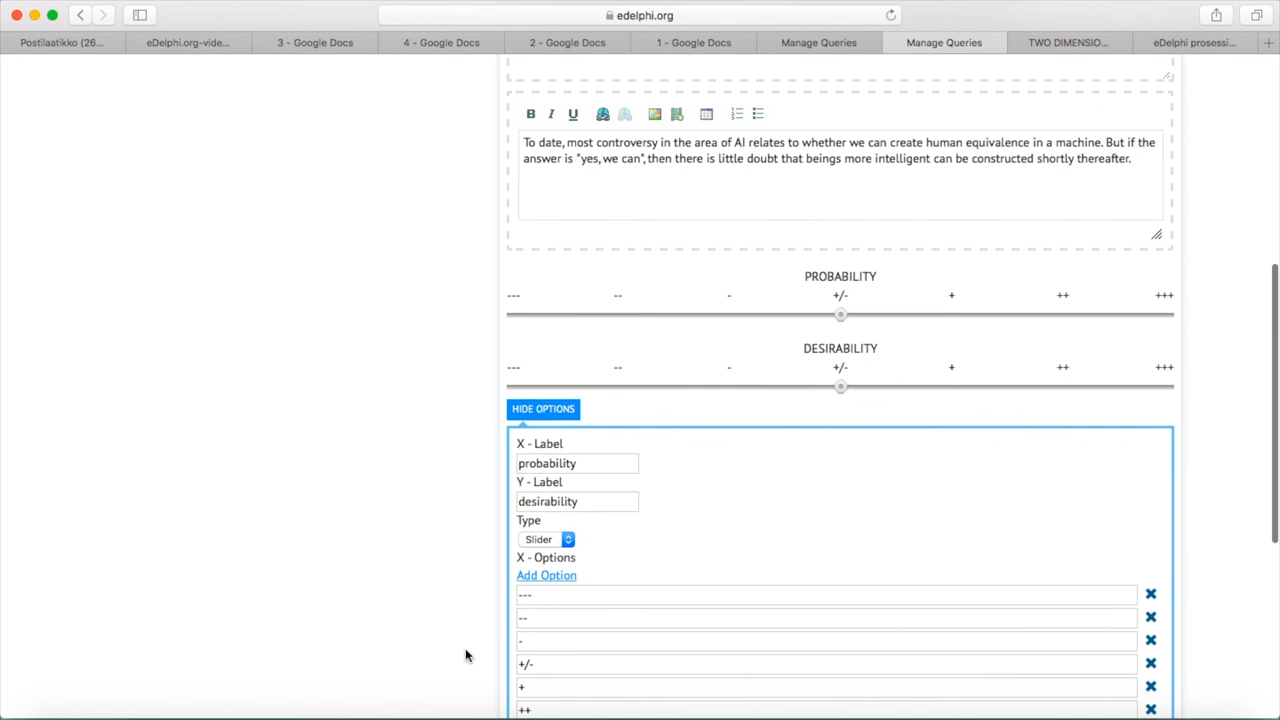 edelphi.org
Postilaatikko (26...
eDelphi.org-vide...
3 - Google Docs
4 - Google Docs
2 - Google Docs
1 - Google Docs
Manage Queries
Manage Queries
TWO DIMENSIO...
eDelphi prosessi...
B I U
To date, most controversy in the area of AI relates to whether we can create human equivalence in a machine. But if the
answer is "yes, we can", then there is little doubt that beings more intelligent can be constructed shortly thereafter.
PROBABILITY
--- -- - +/- + ++ +++
DESIRABILITY
--- -- - +/- + ++ +++
HIDE OPTIONS
X - Label
probability
Y - Label
desirability
Type
Slider
X - Options
Add Option
---
--
-
+/-
+
++